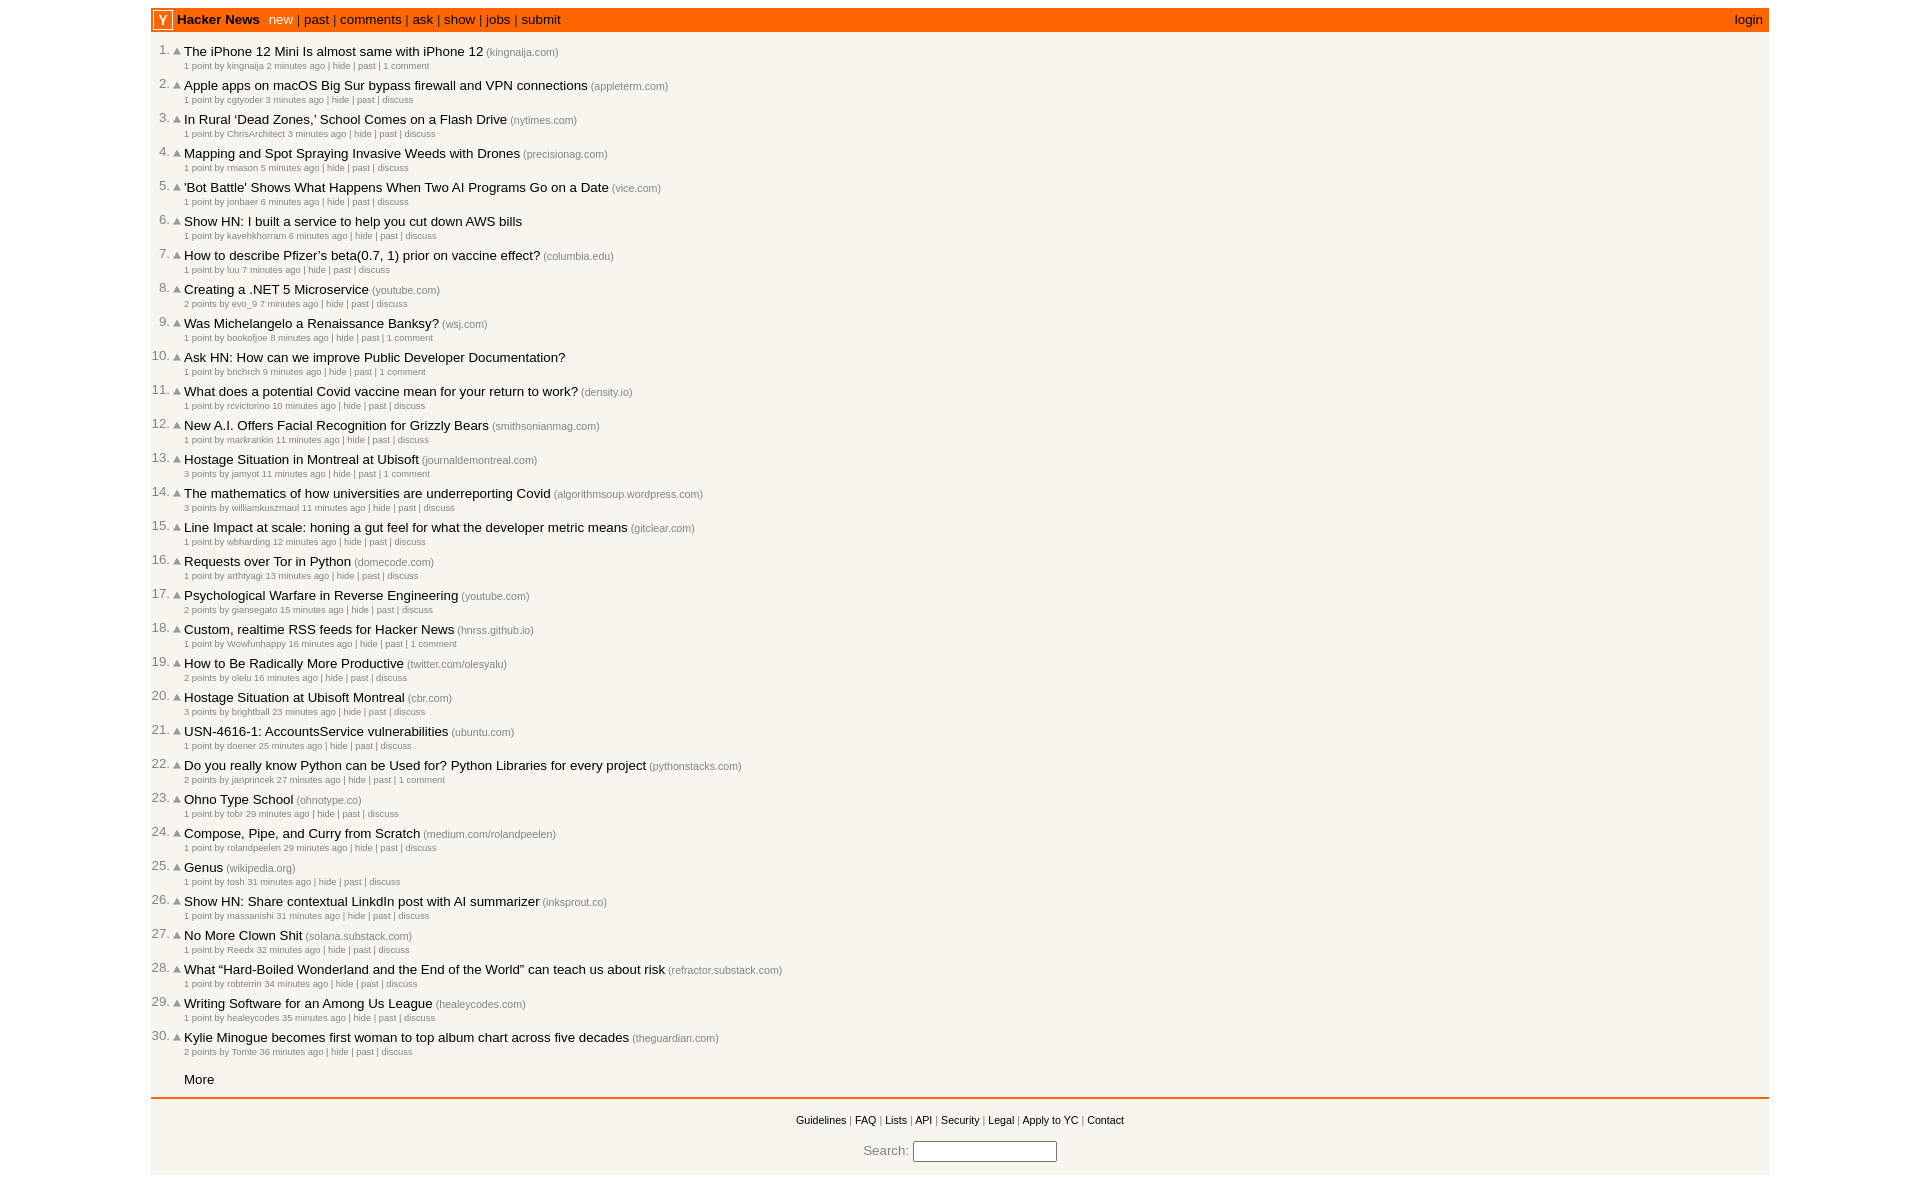 Y Hacker News new | past | comments | ask | show | jobs | submit login
1. The iPhone 12 Mini Is almost same with iPhone 12 (kingnaija.com)
1 point by kingnaija 2 minutes ago | hide | past | 1 comment
2. Apple apps on macOS Big Sur bypass firewall and VPN connections (appleterm.com)
1 point by cgtyoder 3 minutes ago | hide | past | discuss
3. In Rural ‘Dead Zones,’ School Comes on a Flash Drive (nytimes.com)
1 point by ChrisArchitect 3 minutes ago | hide | past | discuss
4. Mapping and Spot Spraying Invasive Weeds with Drones (precisionag.com)
1 point by rmason 5 minutes ago | hide | past | discuss
5. 'Bot Battle' Shows What Happens When Two AI Programs Go on a Date (vice.com)
1 point by jonbaer 6 minutes ago | hide | past | discuss
6. Show HN: I built a service to help you cut down AWS bills
1 point by kavehkhorram 6 minutes ago | hide | past | discuss
7. How to describe Pfizer’s beta(0.7, 1) prior on vaccine effect? (columbia.edu)
1 point by luu 7 minutes ago | hide | past | discuss
8. Creating a .NET 5 Microservice (youtube.com)
2 points by evo_9 7 minutes ago | hide | past | discuss
9. Was Michelangelo a Renaissance Banksy? (wsj.com)
1 point by bookofjoe 8 minutes ago | hide | past | 1 comment
10. Ask HN: How can we improve Public Developer Documentation?
1 point by bnchrch 9 minutes ago | hide | past | 1 comment
11. What does a potential Covid vaccine mean for your return to work? (density.io)
1 point by rcvictorino 10 minutes ago | hide | past | discuss
12. New A.I. Offers Facial Recognition for Grizzly Bears (smithsonianmag.com)
1 point by markrankin 11 minutes ago | hide | past | discuss
13. Hostage Situation in Montreal at Ubisoft (journaldemontreal.com)
3 points by jamyot 11 minutes ago | hide | past | 1 comment
14. The mathematics of how universities are underreporting Covid (algorithmsoup.wordpress.com)
3 points by williamkuszmaul 11 minutes ago | hide | past | discuss
15. Line Impact at scale: honing a gut feel for what the developer metric means (gitclear.com)
1 point by wbharding 12 minutes ago | hide | past | discuss
16. Requests over Tor in Python (domecode.com)
1 point by arthtyagi 13 minutes ago | hide | past | discuss
17. Psychological Warfare in Reverse Engineering (youtube.com)
2 points by giansegato 15 minutes ago | hide | past | discuss
18. Custom, realtime RSS feeds for Hacker News (hnrss.github.io)
1 point by Wowfunhappy 16 minutes ago | hide | past | 1 comment
19. How to Be Radically More Productive (twitter.com/olesyalu)
2 points by olelu 16 minutes ago | hide | past | discuss
20. Hostage Situation at Ubisoft Montreal (cbr.com)
3 points by brightball 23 minutes ago | hide | past | discuss
21. USN-4616-1: AccountsService vulnerabilities (ubuntu.com)
1 point by doener 25 minutes ago | hide | past | discuss
22. Do you really know Python can be Used for? Python Libraries for every project (pythonstacks.com)
2 points by janprincek 27 minutes ago | hide | past | 1 comment
23. Ohno Type School (ohnotype.co)
1 point by tobr 29 minutes ago | hide | past | discuss
24. Compose, Pipe, and Curry from Scratch (medium.com/rolandpeelen)
1 point by rolandpeelen 29 minutes ago | hide | past | discuss
25. Genus (wikipedia.org)
1 point by tosh 31 minutes ago | hide | past | discuss
26. Show HN: Share contextual LinkdIn post with AI summarizer (inksprout.co)
1 point by massanishi 31 minutes ago | hide | past | discuss
27. No More Clown Shit (solana.substack.com)
1 point by Reedx 32 minutes ago | hide | past | discuss
28. What “Hard-Boiled Wonderland and the End of the World” can teach us about risk (refractor.substack.com)
1 point by robterrin 34 minutes ago | hide | past | discuss
29. Writing Software for an Among Us League (healeycodes.com)
1 point by healeycodes 35 minutes ago | hide | past | discuss
30. Kylie Minogue becomes first woman to top album chart across five decades (theguardian.com)
2 points by Tomte 36 minutes ago | hide | past | discuss
More
Guidelines | FAQ | Lists | API | Security | Legal | Apply to YC | Contact
Search: